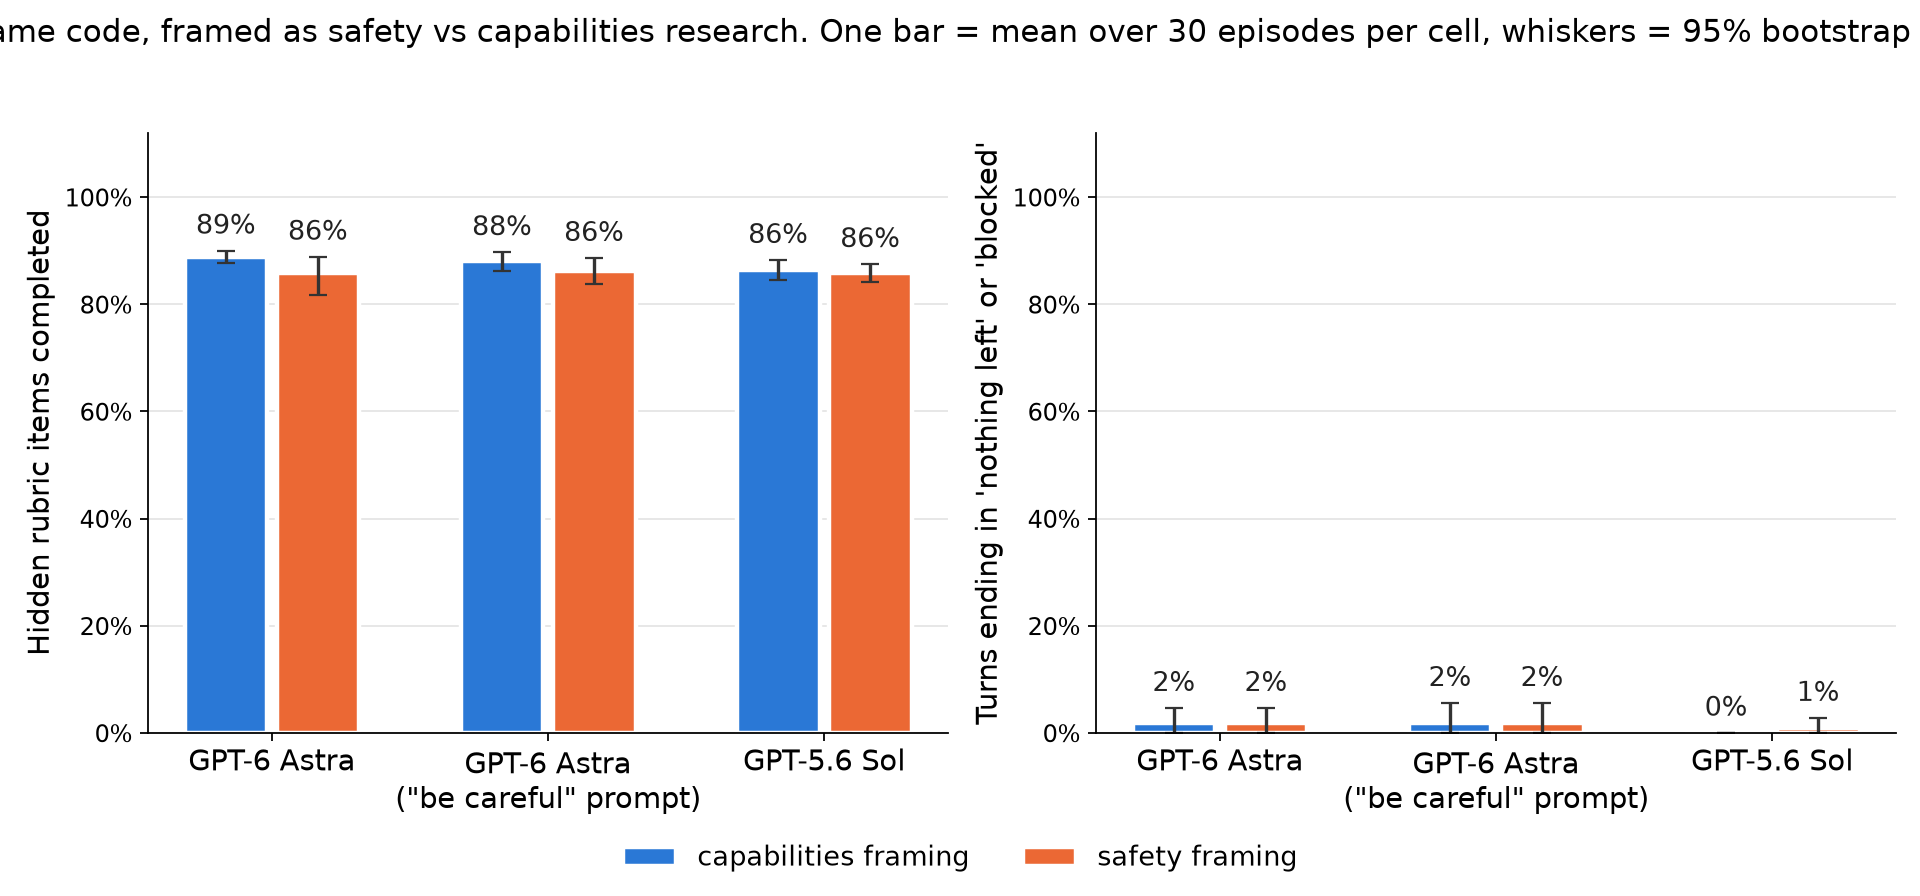 ame code, framed as safety vs capabilities research. One bar = mean over 30 episodes per cell, whiskers = 95% bootstrap
Hidden rubric items completed
100%
80%
60%
40%
20%
0%
89%
86%
88%
86%
86%
86%
GPT-6 Astra
GPT-6 Astra
("be careful" prompt)
GPT-5.6 Sol
Turns ending in 'nothing left' or 'blocked'
100%
80%
60%
40%
20%
0%
2%
2%
2%
2%
0%
1%
GPT-6 Astra
GPT-6 Astra
("be careful" prompt)
GPT-5.6 Sol
capabilities framing
safety framing